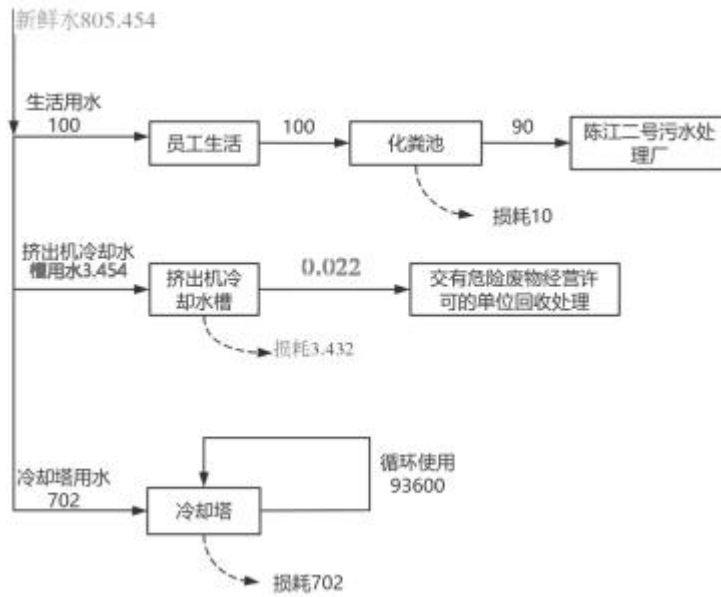 新鲜水805.454
生活用水
100
员工生活
100
化粪池
90
陈江二号污水处
理厂
损耗10
挤出机冷却水
槽用水3.454
挤出机冷
却水槽
0.022
交有危险废物经营许
可的单位回收处理
损耗3.432
冷却塔用水
702
冷却塔
循环使用
93600
损耗702